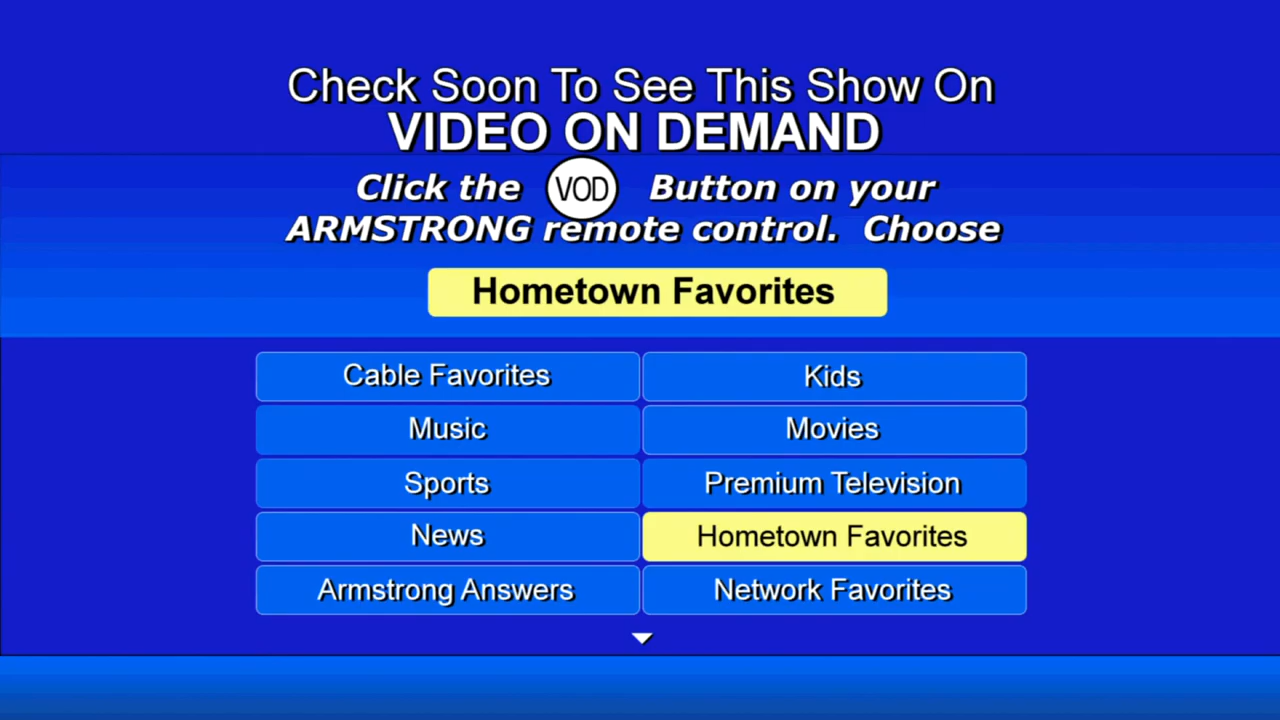 Check Soon To See This Show On
VIDEO ON DEMAND
Click the VOD Button on your
ARMSTRONG remote control. Choose
Hometown Favorites
Cable Favorites
Kids
Music
Movies
Sports
Premium Television
News
Hometown Favorites
Armstrong Answers
Network Favorites